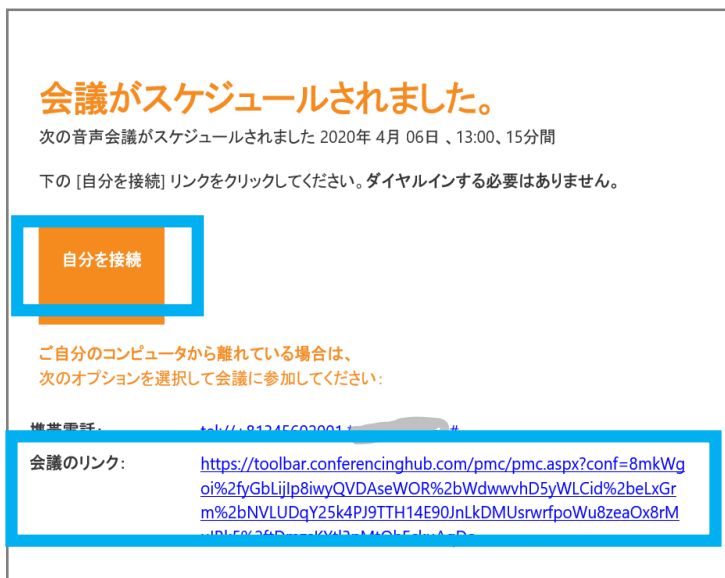 会議がスケジュールされました。
次の音声会議がスケジュールされました 2020年 4月 06日 、13:00、15分間
下の [自分を接続] リンクをクリックしてください。ダイヤルインする必要はありません。
自分を接続
ご自分のコンピュータから離れている場合は、
次のオプションを選択して会議に参加してください:
携帯電話:
会議のリンク:
https://toolbar.conferencinghub.com/pmc/pmc.aspx?conf=8mkWg
oi%2fyGbLijIp8iwyQVDAseWOR%2bWdwwvhD5yWLCid%2beLxGr
m%2bNVLUDqY25k4PJ9TTH14E90JnLkDMUsrwrfpoWu8zeaOx8rM